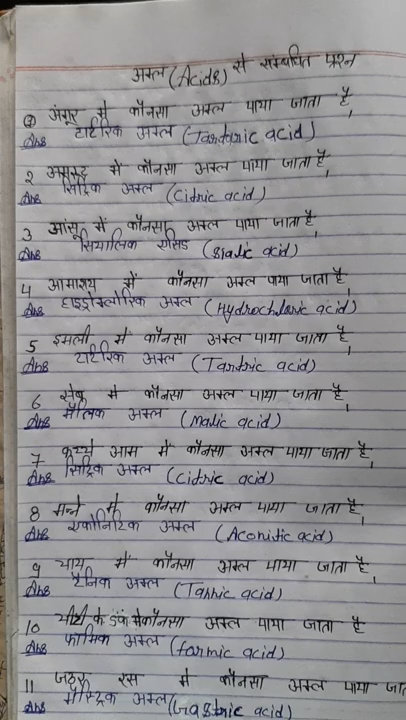 अम्ल (Acids) से संम्बधित प्रश्न
① अंगूर में कौनसा अम्ल पाया जाता है,
Ans टार्टरिक अम्ल (Tartaric acid)
2 अमरूद में कौनसा अम्ल पाया जाता है,
Ans सिट्रिक अम्ल (Citric acid)
3 आंसू में कौनसा अम्ल पाया जाता है,
Ans सियालिक एसिड (Sialic acid)
4 आमाशय में कौनसा अम्ल पाया जाता है,
Ans हाइड्रोक्लोरिक अम्ल (Hydrochloric acid)
5 इमली में कौनसा अम्ल पाया जाता है,
Ans टार्टरिक अम्ल (Tartric acid)
6 सेब में कौनसा अम्ल पाया जाता है,
Ans मैलिक अम्ल (malic acid)
7 कच्चे आम में कौनसा अम्ल पाया जाता है,
Ans सिट्रिक अम्ल (Citric acid)
8 गन्ने में कौनसा अम्ल पाया जाता है,
Ans एकोनिटिक अम्ल (Aconitic acid)
9 चाय में कौनसा अम्ल पाया जाता है,
Ans टैनिक अम्ल (Tannic acid)
10 चींटी के डंक में कौनसा अम्ल पाया जाता है
Ans फॉर्मिक अम्ल (formic acid)
11 जठर रस में कौनसा अम्ल पाया जा
Ans गैस्ट्रिक अम्ल (Gastric acid)